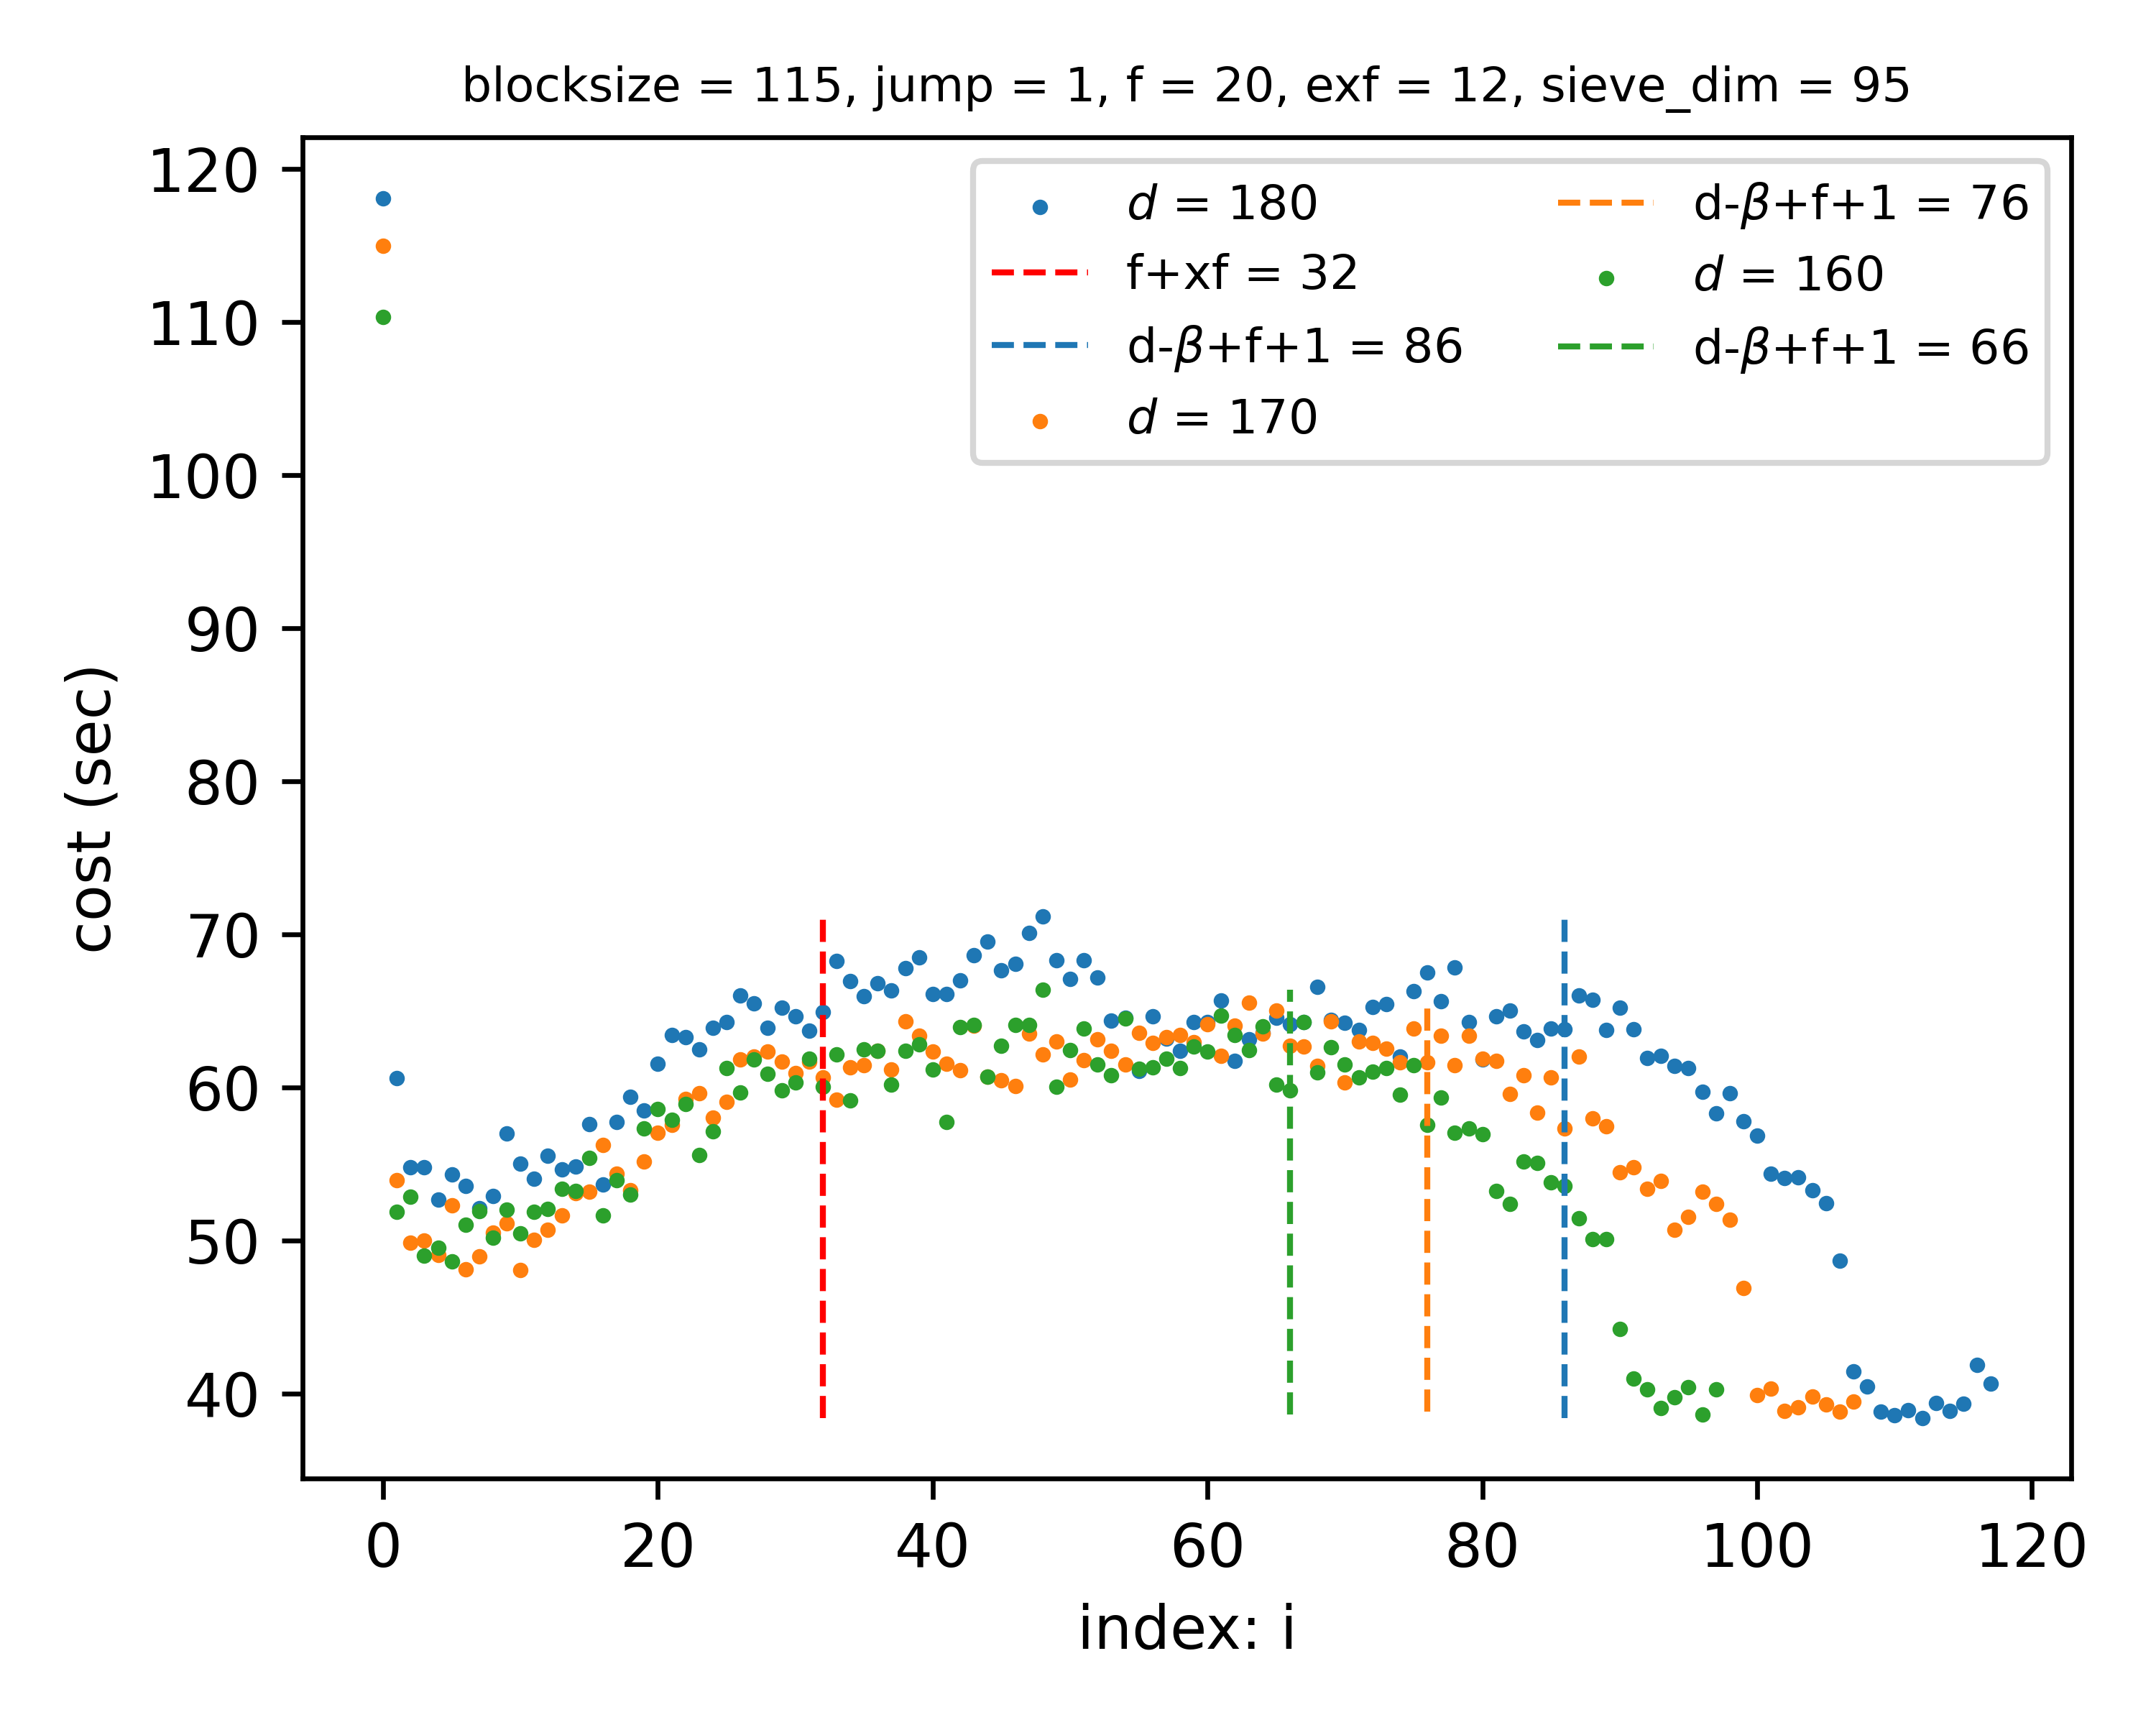 blocksize = 115, jump = 1, f = 20, exf = 12, sieve_dim = 95
120
110
100
90
80
70
60
50
40
cost (sec)
d = 180
f+xf = 32
d-β+f+1 = 86
d = 170
d-β+f+1 = 76
d = 160
d-β+f+1 = 66
0 20 40 60 80 100 120
index: i